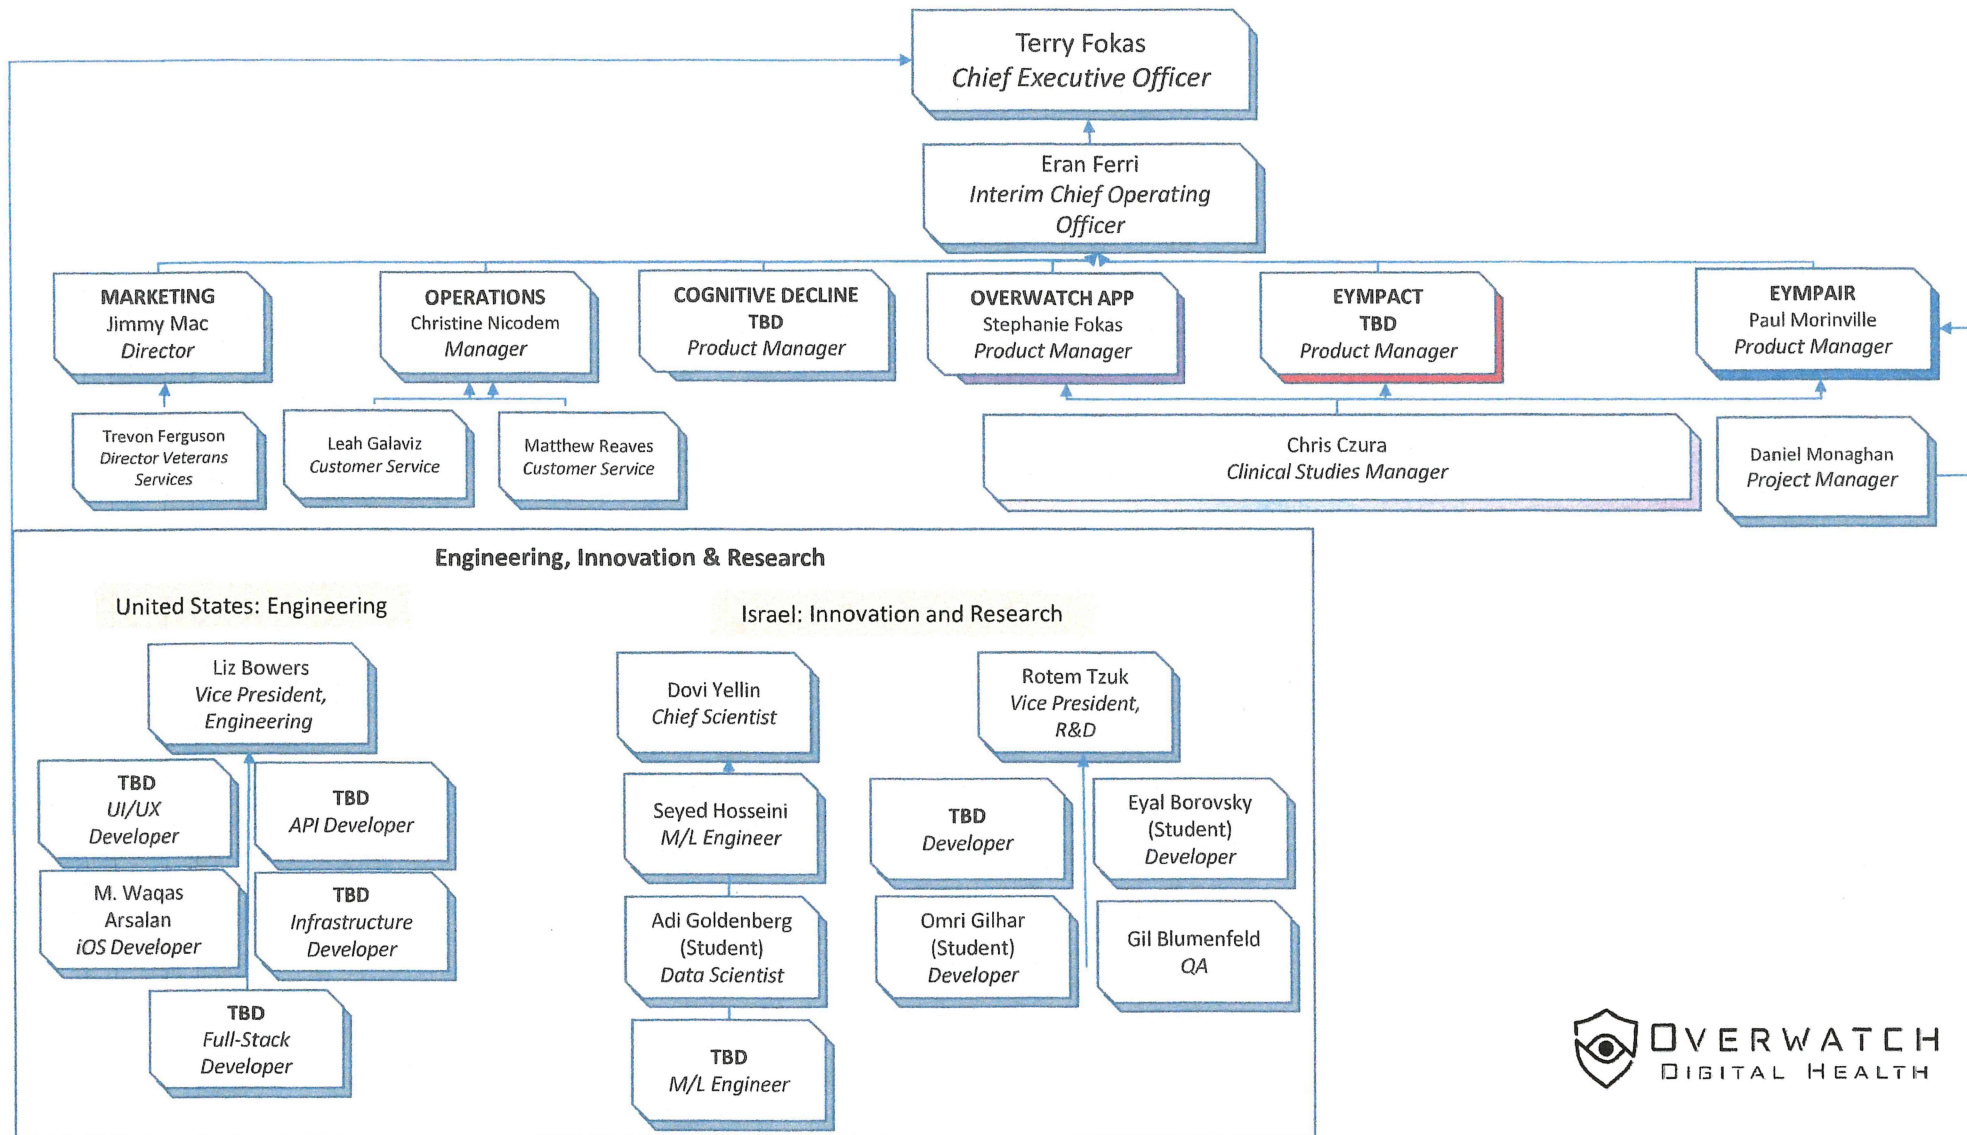 Terry Fokas
Chief Executive Officer
Eran Ferri
Interim Chief Operating
Officer
MARKETING
Jimmy Mac
Director
OPERATIONS
Christine Nicodem
Manager
COGNITIVE DECLINE
TBD
Product Manager
OVERWATCH APP
Stephanie Fokas
Product Manager
EYMPACT
TBD
Product Manager
EYMPAIR
Paul Morinville
Product Manager
Trevon Ferguson
Director Veterans
Services
Leah Galaviz
Customer Service
Matthew Reaves
Customer Service
Chris Czura
Clinical Studies Manager
Daniel Monaghan
Project Manager
Engineering, Innovation & Research
United States: Engineering
Israel: Innovation and Research
Liz Bowers
Vice President,
Engineering
TBD
UI/UX
Developer
TBD
API Developer
M. Waqas
Arsalan
iOS Developer
TBD
Infrastructure
Developer
TBD
Full-Stack
Developer
Dovi Yellin
Chief Scientist
Seyed Hosseini
M/L Engineer
Adi Goldenberg
(Student)
Data Scientist
TBD
M/L Engineer
Rotem Tzuk
Vice President,
R&D
TBD
Developer
Eyal Borovsky
(Student)
Developer
Omri Gilhar
(Student)
Developer
Gil Blumenfeld
QA
OVERWATCH
DIGITAL HEALTH